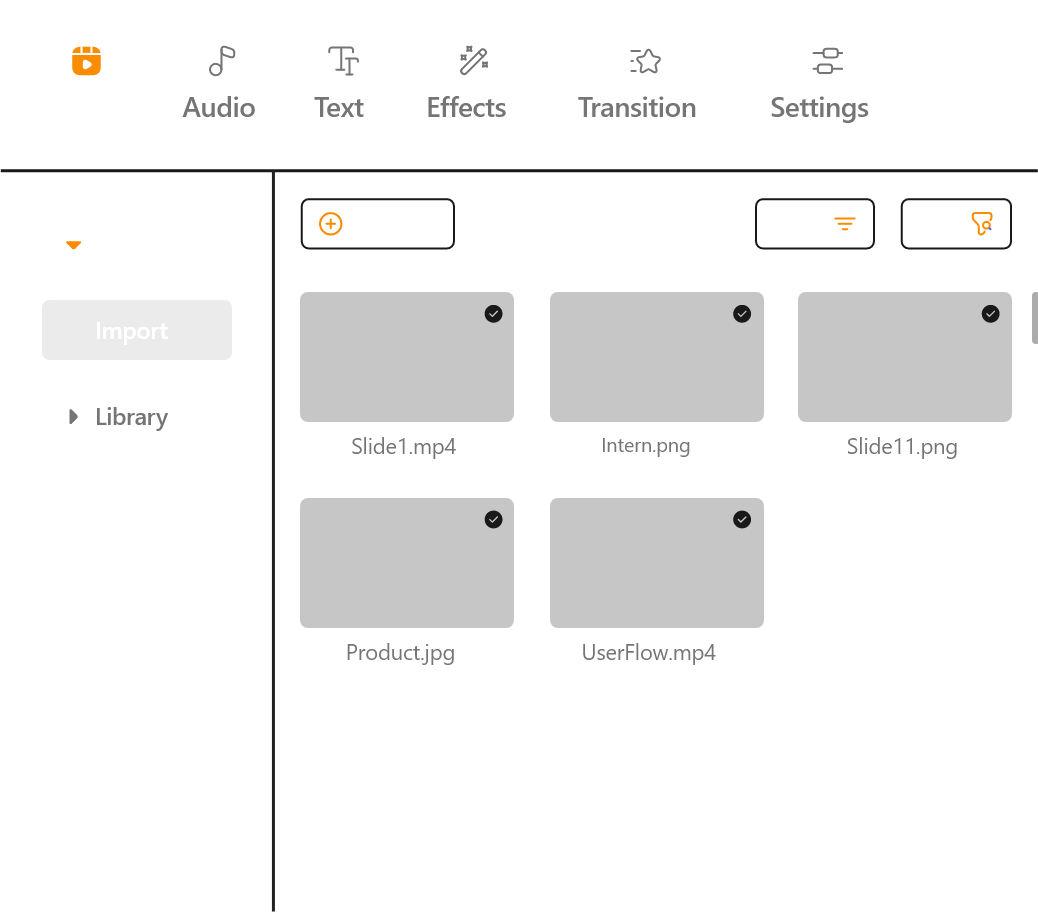 Audio
Text
Effects
Transition
Settings
Import
Library
Slide1.mp4
Intern.png
Slide11.png
Product.jpg
UserFlow.mp4